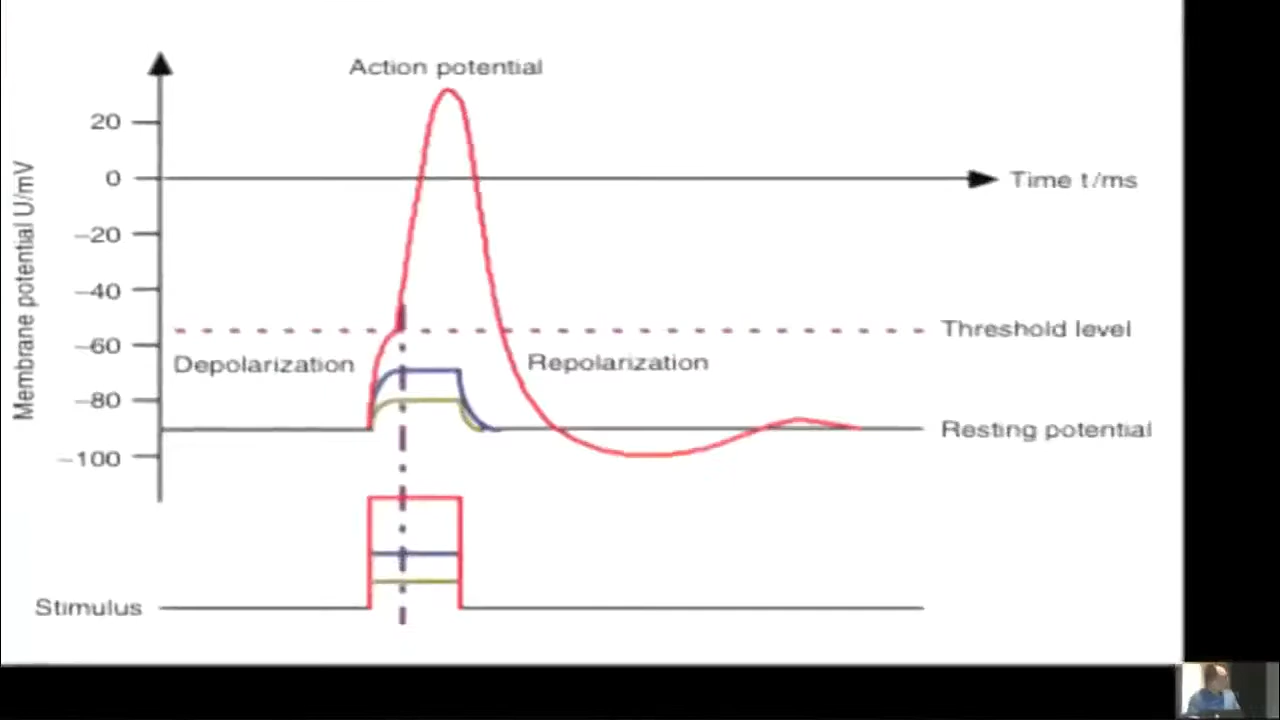 Action potential
20
0
Time t/ms
−20
−40
Threshold level
−60
Depolarization
Repolarization
−80
Resting potential
−100
Stimulus
Membrane potential U/mV